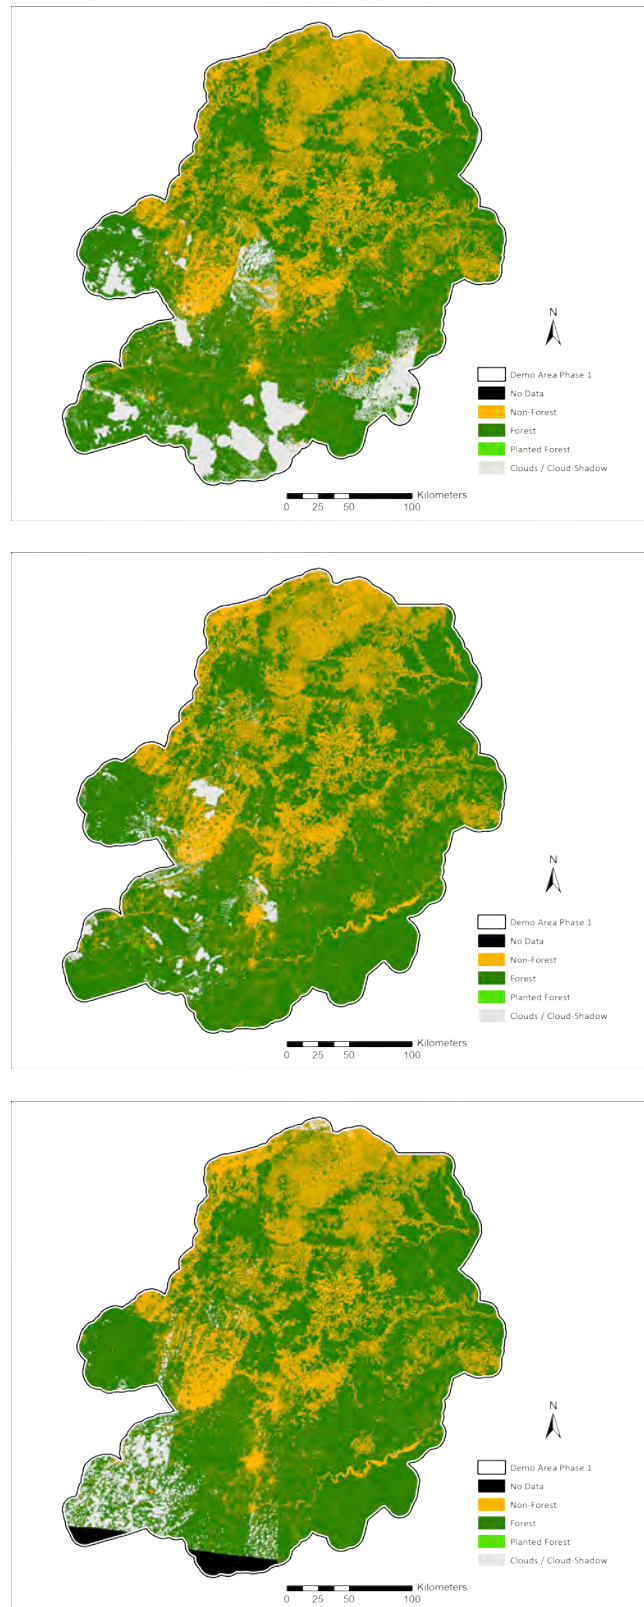 N
Demo Area Phase 1
No Data
Non-Forest
Forest
Planted Forest
Clouds / Cloud-Shadow
Kilometers
0 25 50 100
N
Demo Area Phase 1
No Data
Non-Forest
Forest
Planted Forest
Clouds / Cloud-Shadow
Kilometers
0 25 50 100
N
Demo Area Phase 1
No Data
Non-Forest
Forest
Planted Forest
Clouds / Cloud-Shadow
Kilometers
0 25 50 100